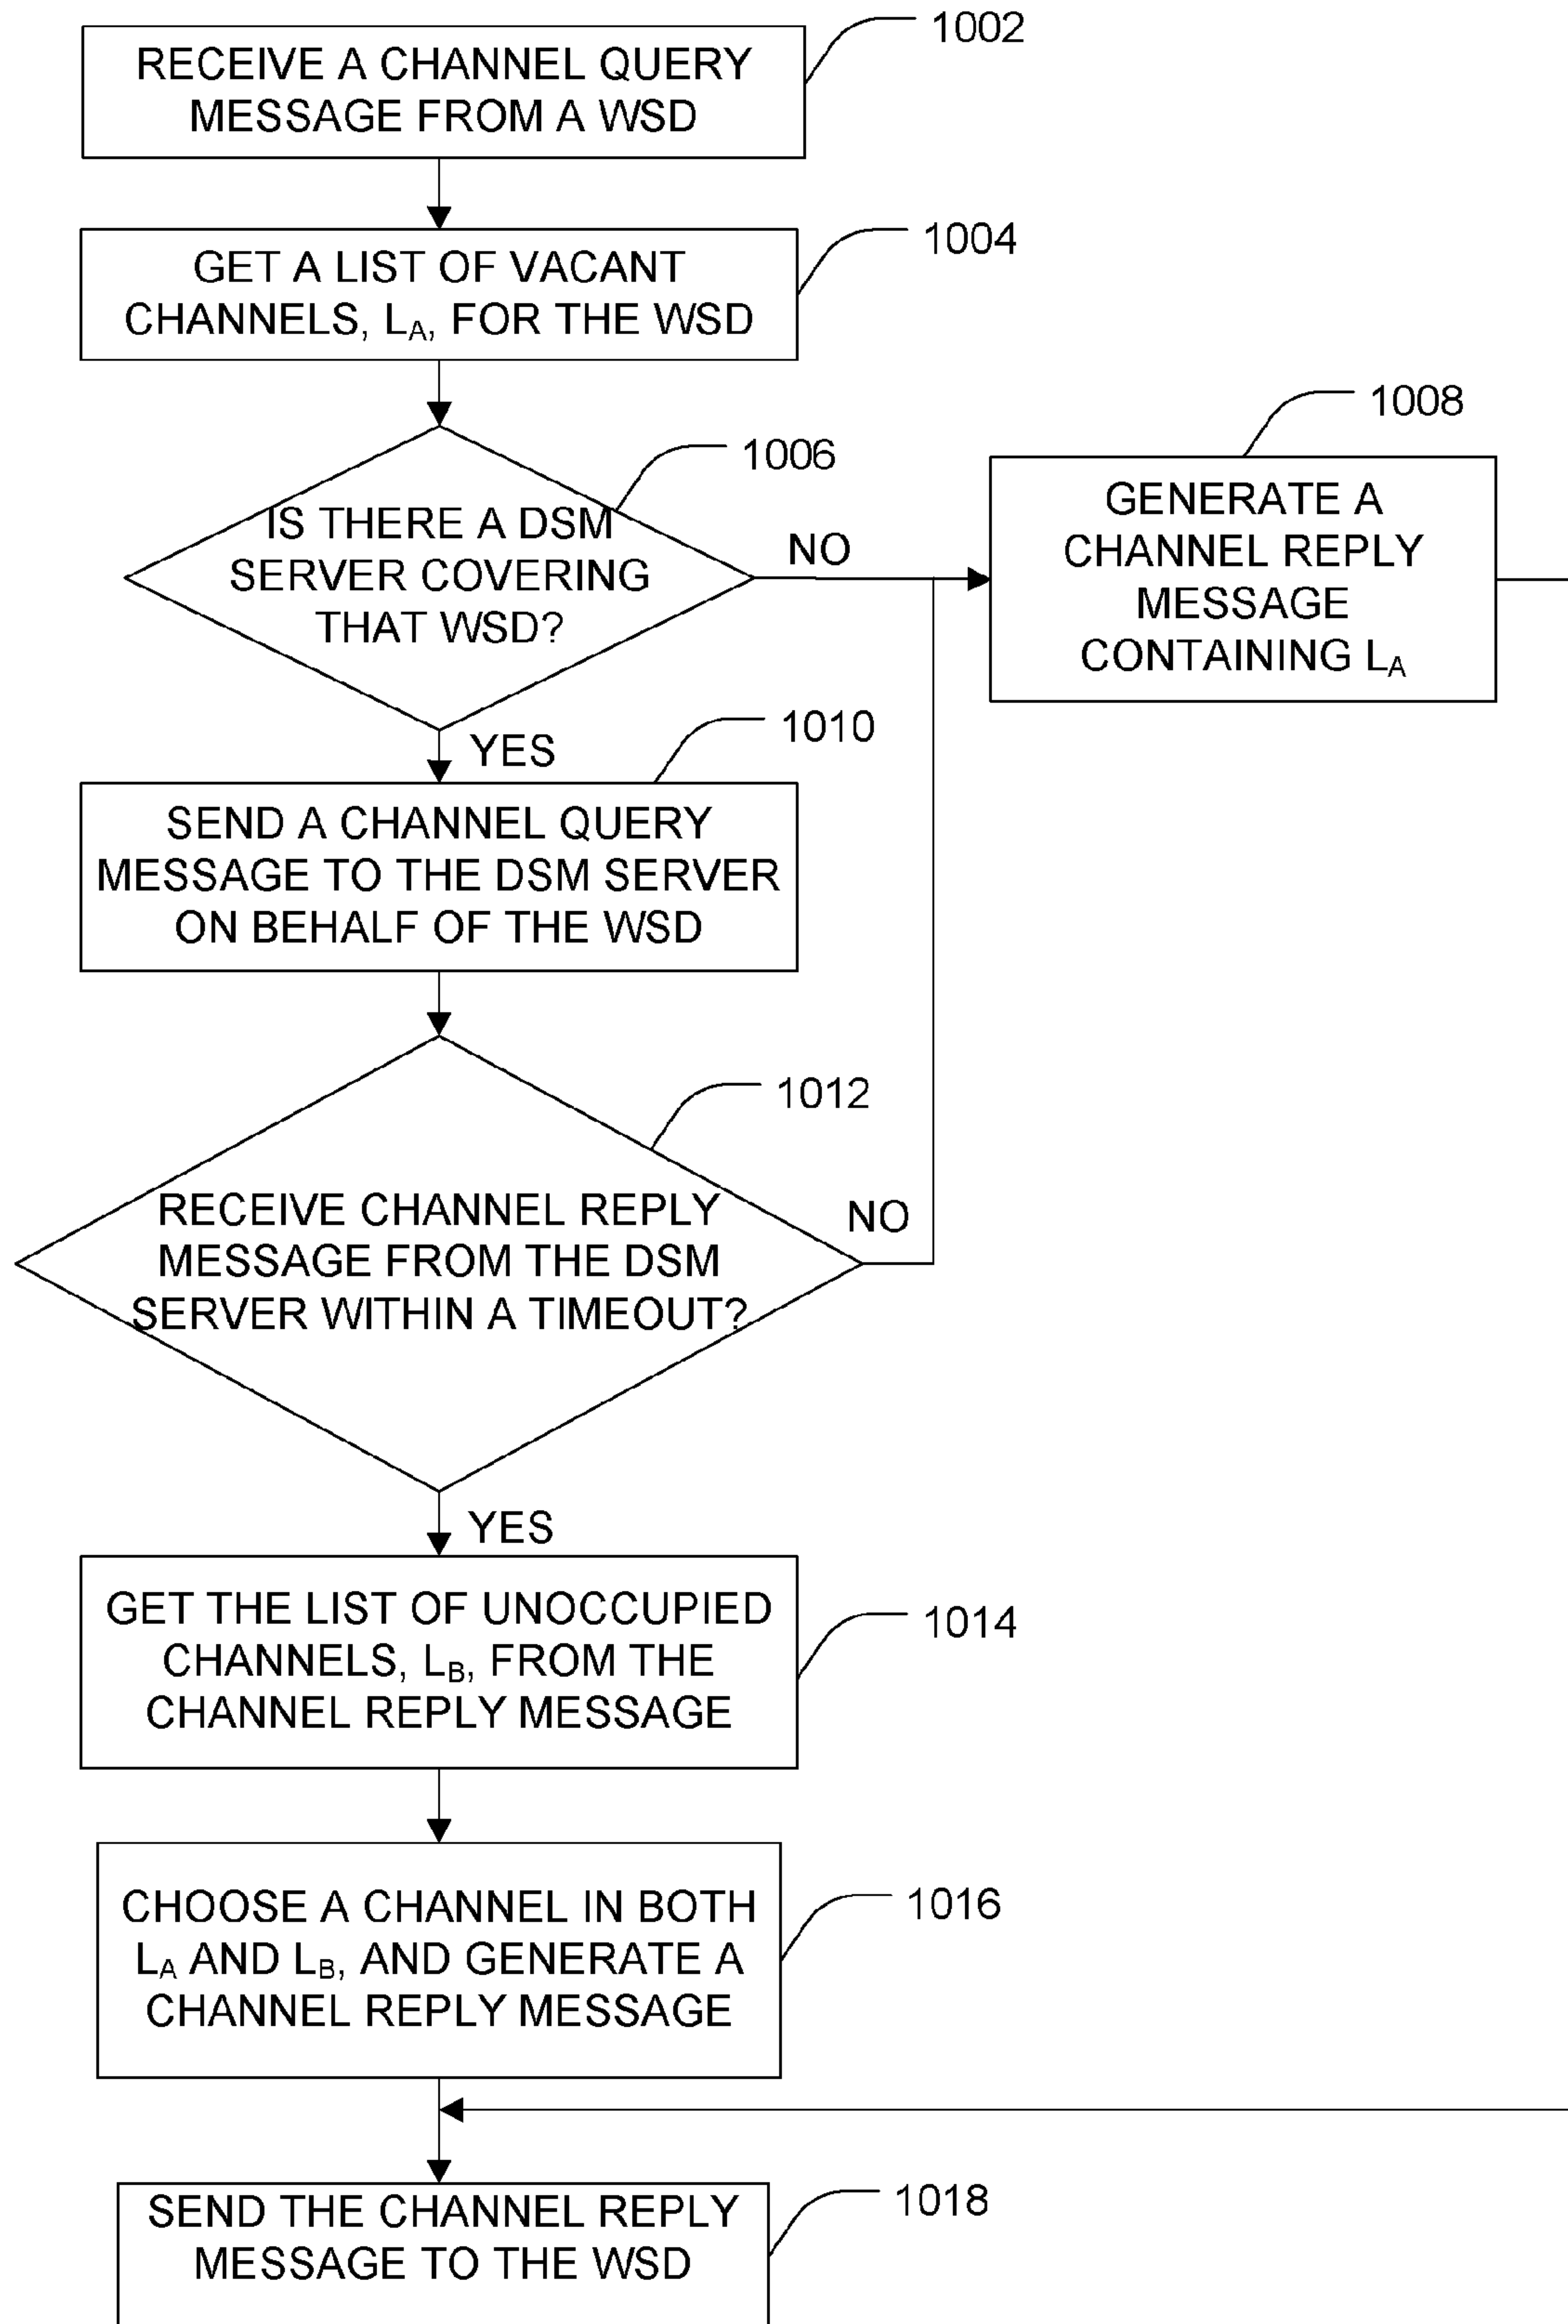 1002
RECEIVE A CHANNEL QUERY
MESSAGE FROM A WSD
1004
GET A LIST OF VACANT
CHANNELS, LA, FOR THE WSD
1006
IS THERE A DSM
SERVER COVERING
THAT WSD?
NO
1008
GENERATE A
CHANNEL REPLY
MESSAGE
CONTAINING LA
YES
1010
SEND A CHANNEL QUERY
MESSAGE TO THE DSM SERVER
ON BEHALF OF THE WSD
1012
RECEIVE CHANNEL REPLY
MESSAGE FROM THE DSM
SERVER WITHIN A TIMEOUT?
NO
YES
GET THE LIST OF UNOCCUPIED
CHANNELS, LB, FROM THE
CHANNEL REPLY MESSAGE
1014
CHOOSE A CHANNEL IN BOTH
LA AND LB, AND GENERATE A
CHANNEL REPLY MESSAGE
1016
SEND THE CHANNEL REPLY
MESSAGE TO THE WSD
1018